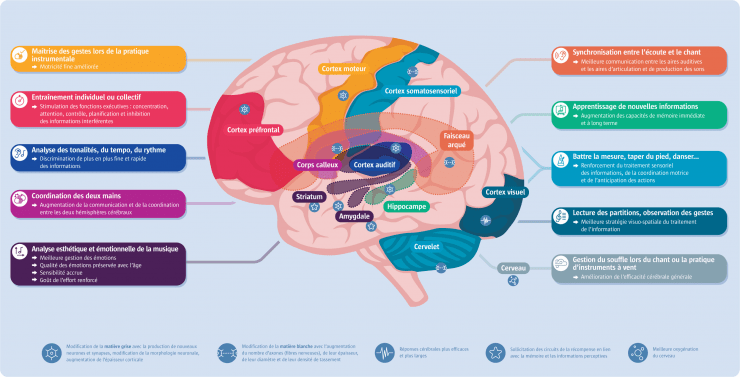 Maîtrise des gestes lors de la pratique
instrumentale
➔ Motricité fine améliorée
Entraînement individuel ou collectif
➔ Stimulation des fonctions exécutives : concentration,
attention, contrôle, planification et inhibition
des informations interférentes
Analyse des tonalités, du tempo, du rythme
➔ Discrimination de plus en plus fine et rapide
des informations
Coordination des deux mains
➔ Augmentation de la communication et de la coordination
entre les deux hémisphères cérébraux
Analyse esthétique et émotionnelle de la musique
➔ Meilleure gestion des émotions
➔ Qualité des émotions préservée avec l'âge
➔ Sensibilité accrue
➔ Goût de l'effort renforcé
Cortex moteur
Cortex somatosensoriel
Cortex préfrontal
Faisceau
arqué
Corps calleux
Cortex auditif
Striatum
Amygdale
Hippocampe
Cortex visuel
Cervelet
Cerveau
Synchronisation entre l'écoute et le chant
➔ Meilleure communication entre les aires auditives
et les aires d'articulation et de production des sons
Apprentissage de nouvelles informations
➔ Augmentation des capacités de mémoire immédiate
et à long terme
Battre la mesure, taper du pied, danser...
➔ Renforcement du traitement sensoriel
des informations, de la coordination motrice
et de l'anticipation des actions
Lecture des partitions, observation des gestes
➔ Meilleure stratégie visuo-spatiale du traitement
de l'information
Gestion du souffle lors du chant ou la pratique
d'instruments à vent
➔ Amélioration de l'efficacité cérébrale générale
Modification de la matière grise avec la production de nouveaux
neurones et synapses, modification de la morphologie neuronale,
augmentation de l'épaisseur corticale
Modification de la matière blanche avec l'augmentation
du nombre d'axones (fibres nerveuses), de leur épaisseur,
de leur diamètre et de leur densité de faisceaux
Réponses cérébrales plus efficaces
et plus larges
Sollicitation des circuits de la récompense en lien
avec la mémoire et les informations perceptives
Meilleure oxygénation
du cerveau